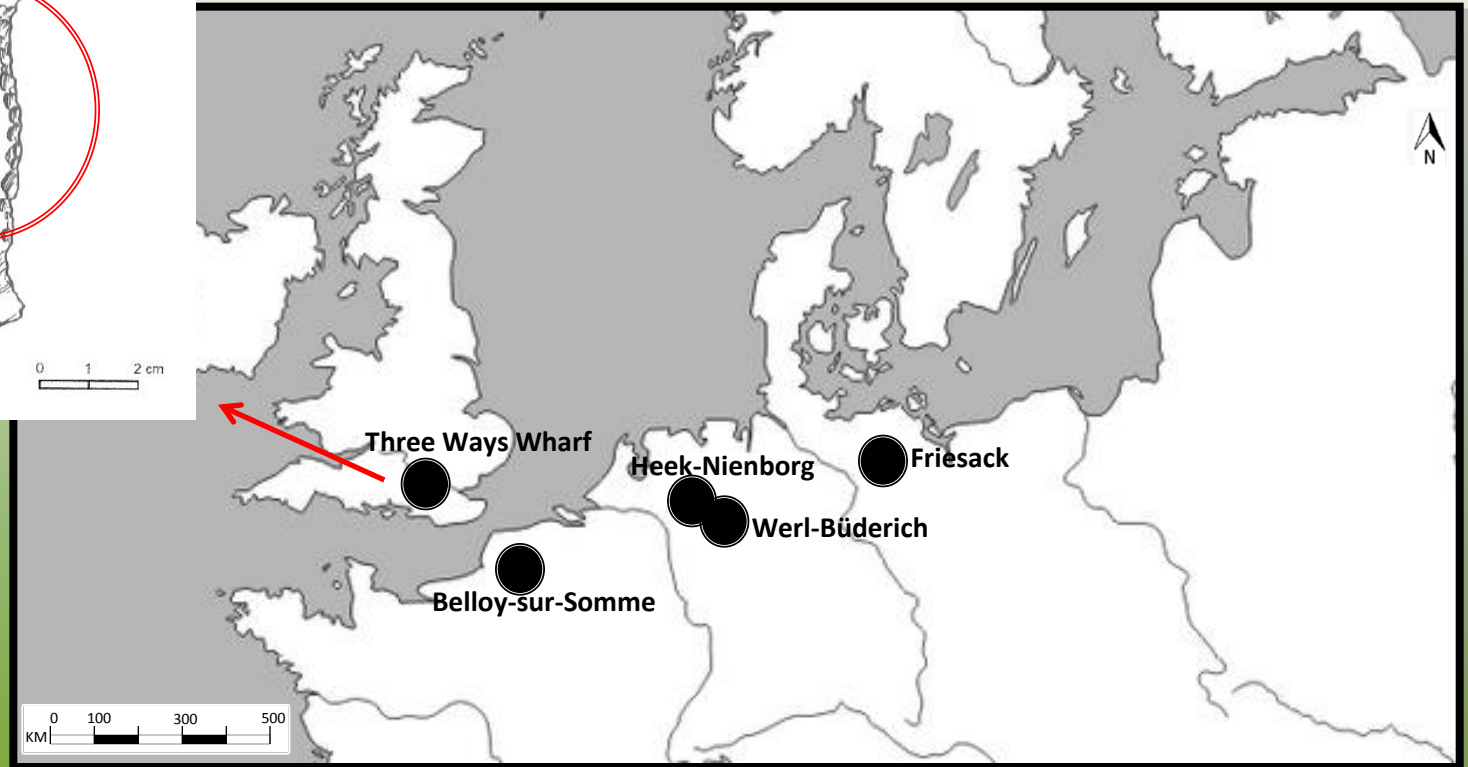 0 1 2 cm
N
Three Ways Wharf
Heek-Nienborg
Friesack
Werl-Büderich
Belloy-sur-Somme
0 100 300 500
KM